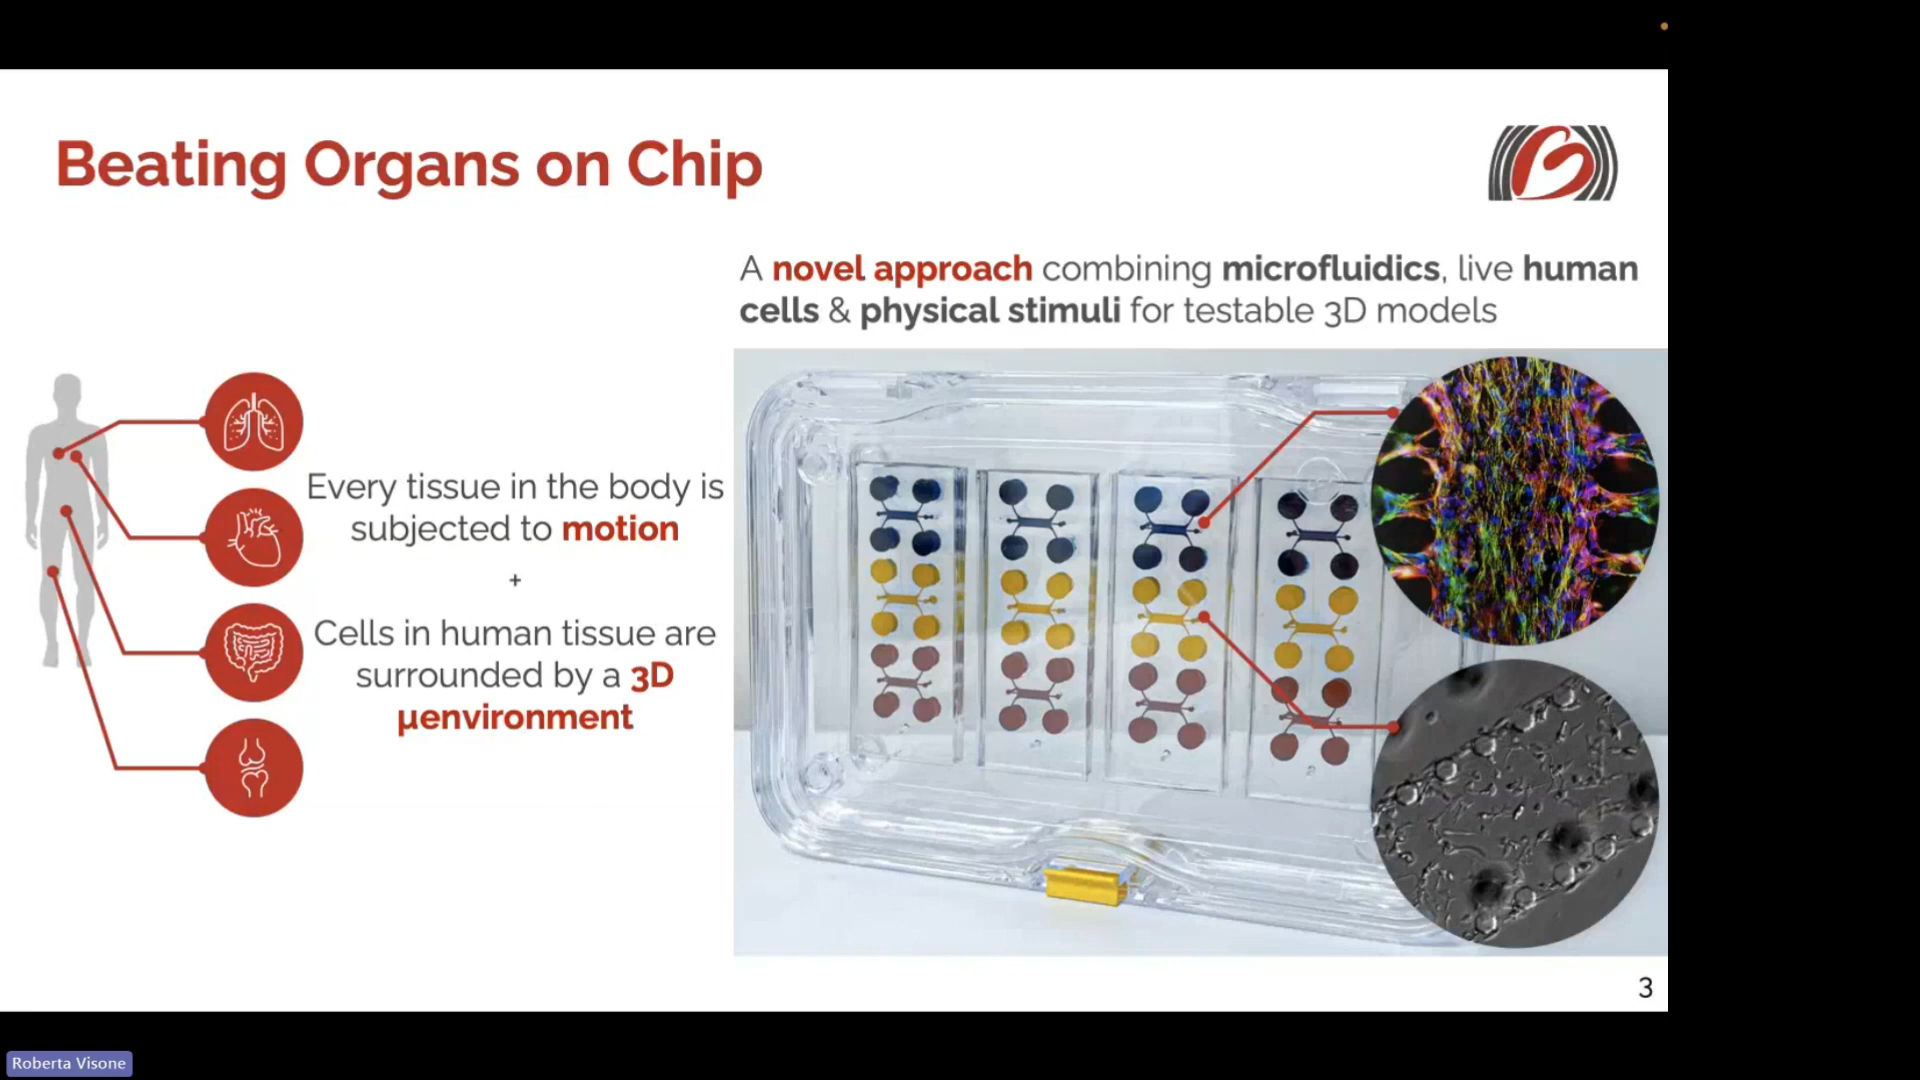 Beating Organs on Chip
A novel approach combining microfluidics, live human
cells & physical stimuli for testable 3D models
Every tissue in the body is
subjected to motion
+
Cells in human tissue are
surrounded by a 3D
µenvironment
3
Roberta Visone